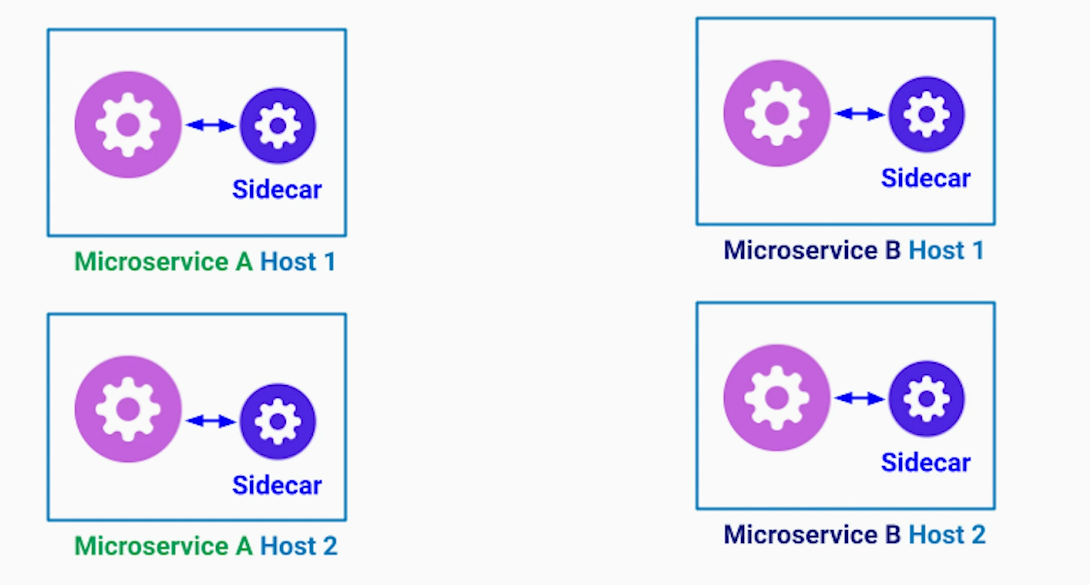 Sidecar
Microservice A Host 1
Sidecar
Microservice B Host 1
Sidecar
Microservice A Host 2
Sidecar
Microservice B Host 2